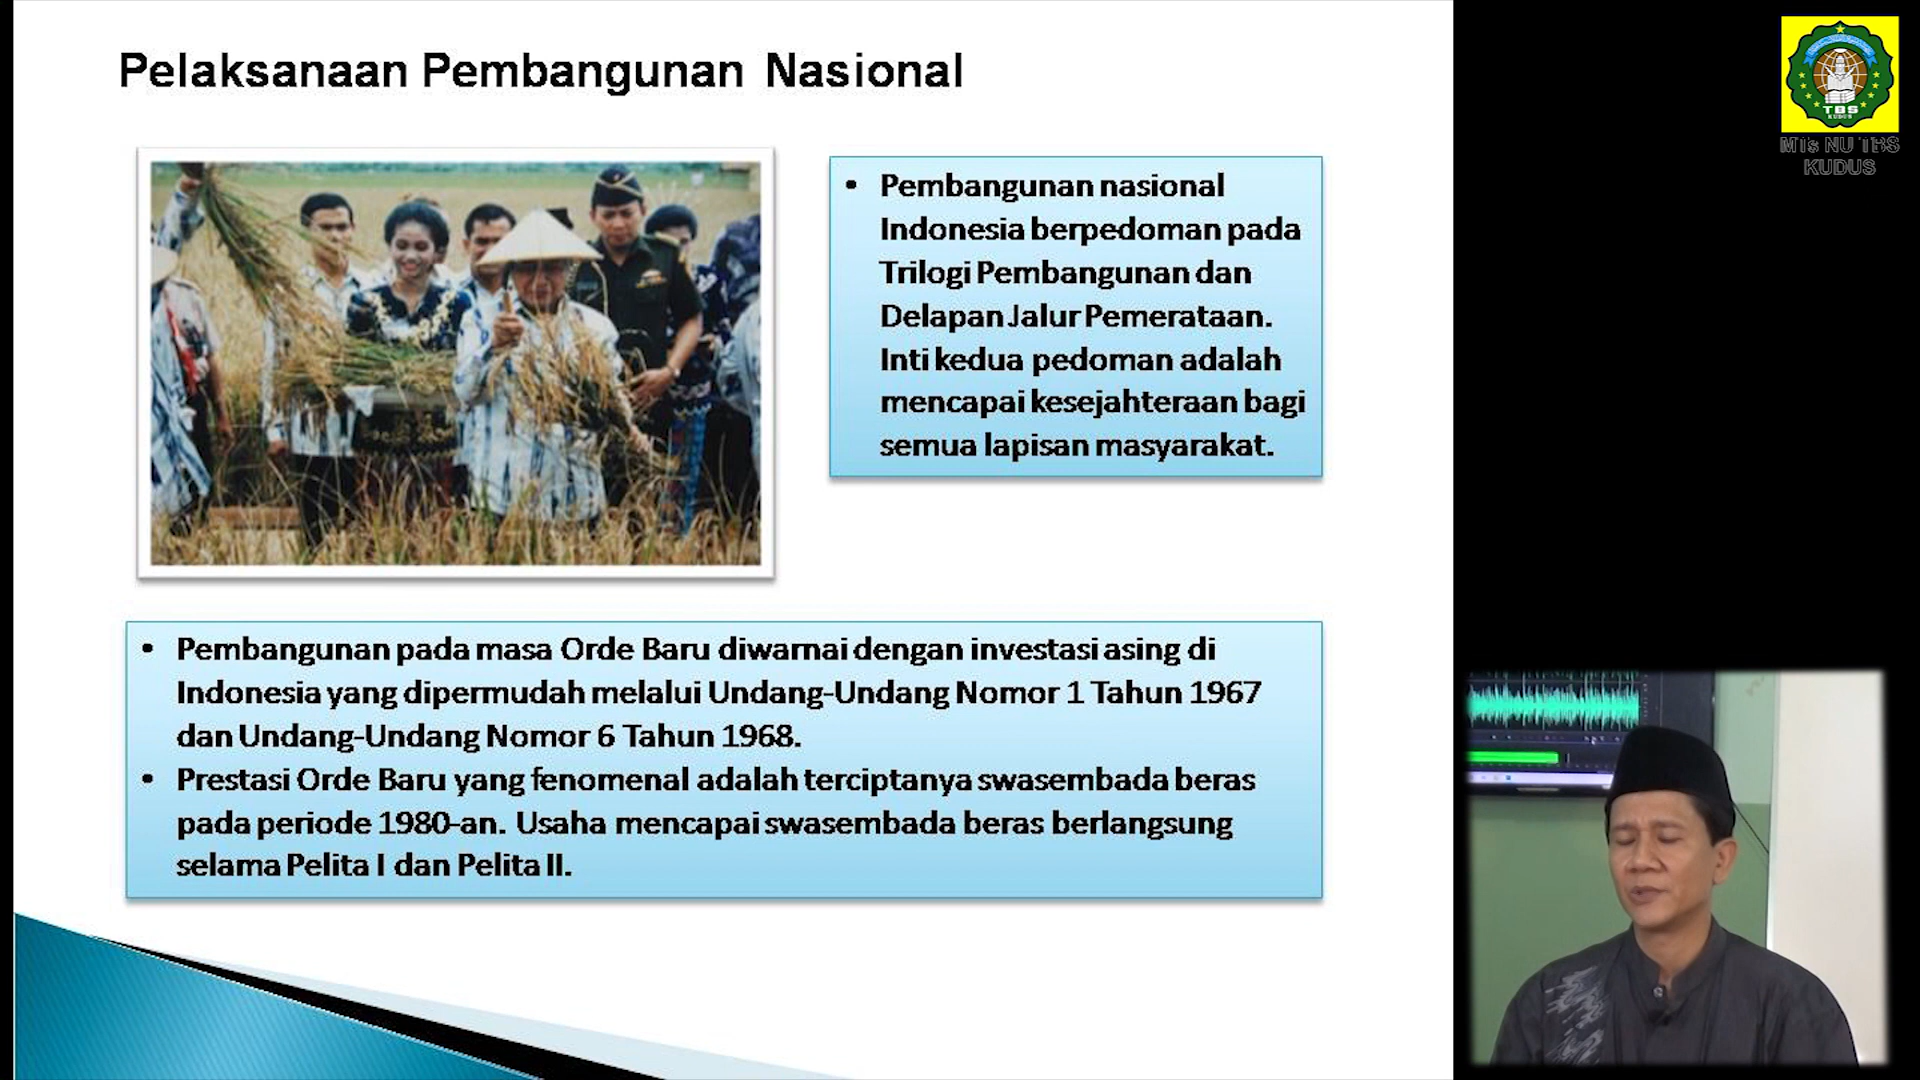 Pelaksanaan Pembangunan Nasional
• Pembangunan nasional
Indonesia berpedoman pada
Trilogi Pembangunan dan
Delapan Jalur Pemerataan.
Inti kedua pedoman adalah
mencapai kesejahteraan bagi
semua lapisan masyarakat.
• Pembangunan pada masa Orde Baru diwarnai dengan investasi asing di
Indonesia yang dipermudah melalui Undang-Undang Nomor 1 Tahun 1967
dan Undang-Undang Nomor 6 Tahun 1968.
• Prestasi Orde Baru yang fenomenal adalah terciptanya swasembada beras
pada periode 1980-an. Usaha mencapai swasembada beras berlangsung
selama Pelita I dan Pelita II.
TBS
KUDUS
MTs NU TBS
KUDUS